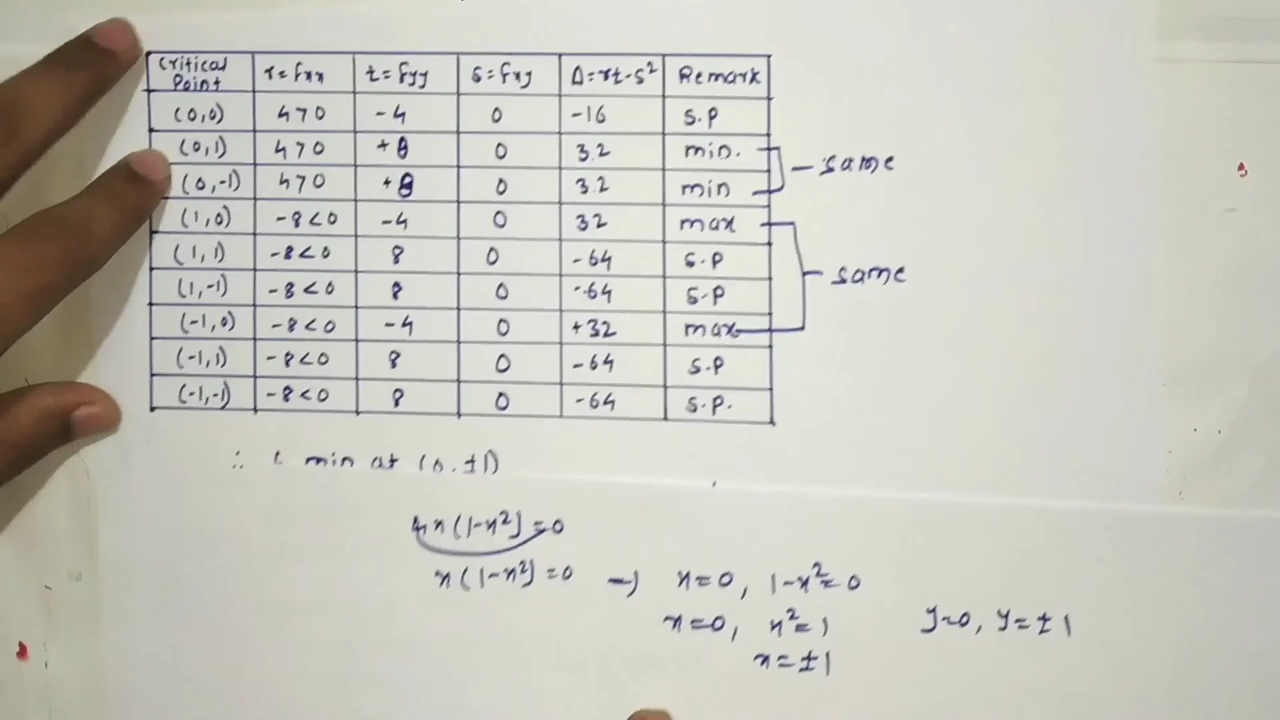 Critical Point r=fxx t=fyy s=fxy Δ=rt-s² Remark
(0,0) 4>0 -4 0 -16 S.P
(0,1) 4>0 +8 0 3.2 min.
(0,-1) 4>0 +8 0 3.2 min
– same
(1,0) -8<0 -4 0 32 max
(1,1) -8<0 8 0 -64 S.P
(1,-1) -8<0 8 0 -64 S.P
– same
(-1,0) -8<0 -4 0 +32 max
(-1,1) -8<0 8 0 -64 S.P
(-1,-1) -8<0 8 0 -64 S.P.
∴ min at (0,±1)
4x(1-x²)=0
x(1-x²)=0 → x=0, 1-x²=0
x=0, x²=1 y=0, y=±1
x=±1